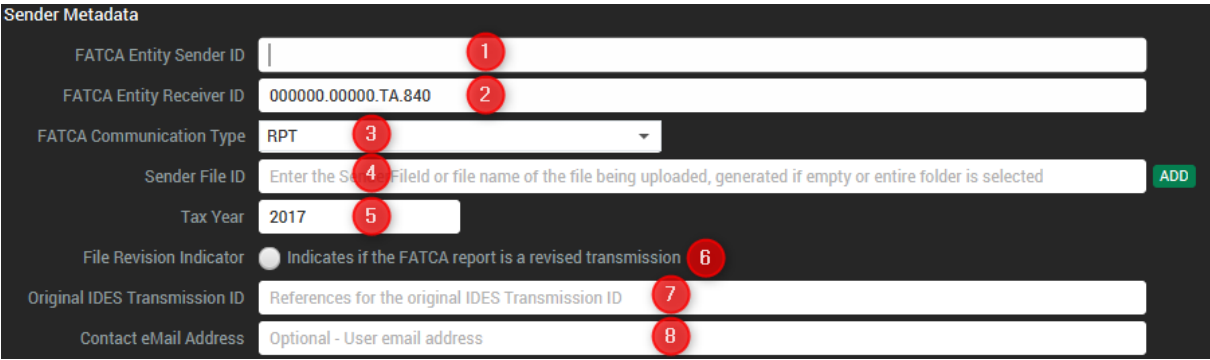 Sender Metadata
FATCA Entity Sender ID 1
FATCA Entity Receiver ID 000000.00000.TA.840 2
FATCA Communication Type RPT 3
Sender File ID Enter the SenderFileId or file name of the file being uploaded, generated if empty or entire folder is selected 4 ADD
Tax Year 2017 5
File Revision Indicator Indicates if the FATCA report is a revised transmission 6
Original IDES Transmission ID References for the original IDES Transmission ID 7
Contact eMail Address Optional - User email address 8